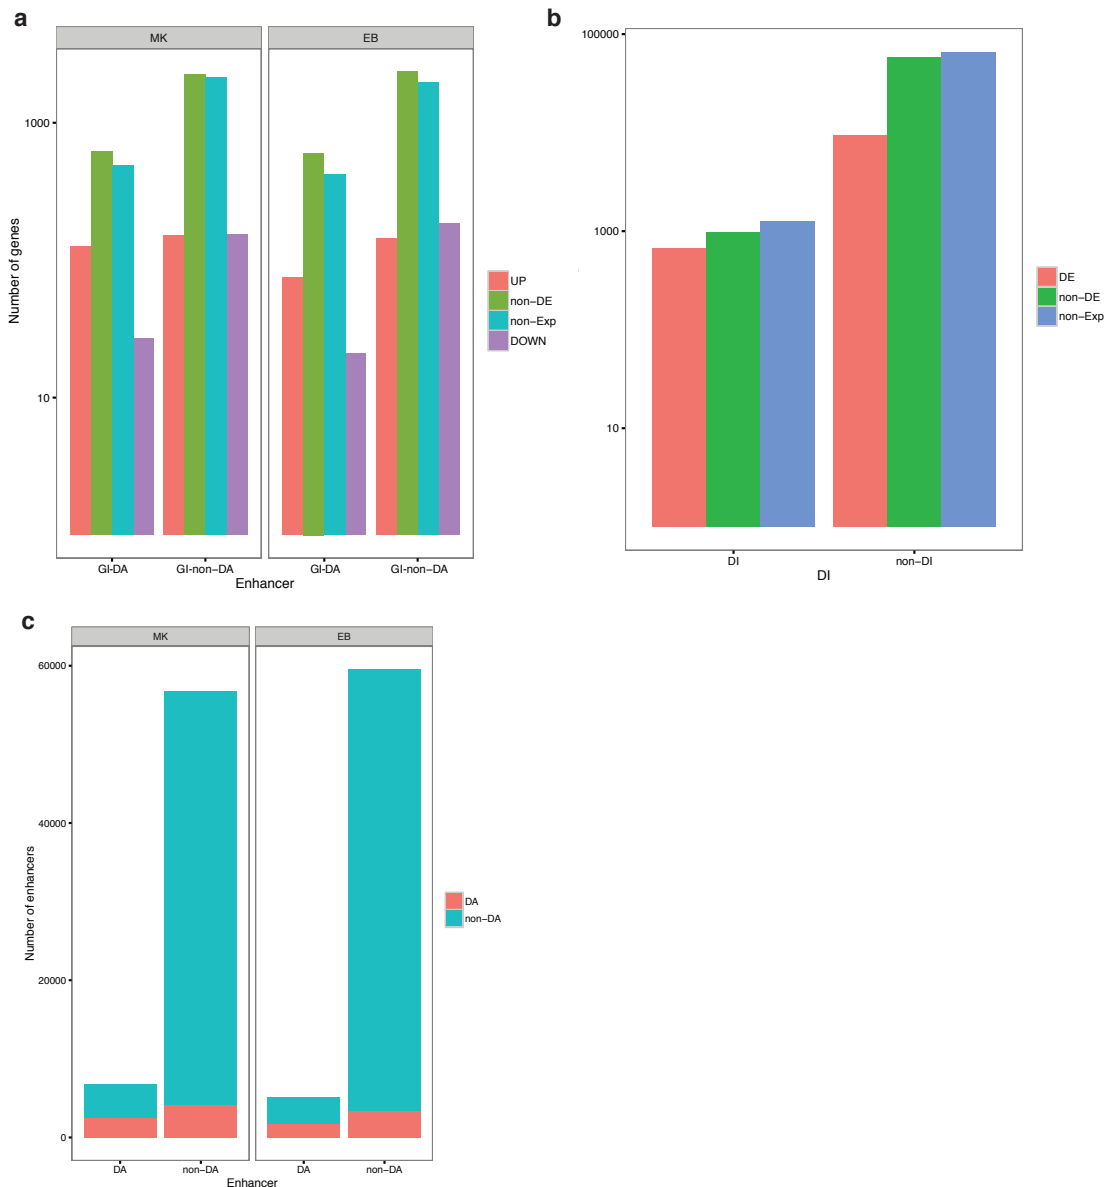 a
MK
EB
Number of genes
1000
10
GI-DA
GI-non-DA
GI-DA
GI-non-DA
Enhancer
UP
non-DE
non-Exp
DOWN
b
100000
1000
10
DI
non-DI
DI
DE
non-DE
non-Exp
c
MK
EB
Number of enhancers
60000
40000
20000
0
DA
non-DA
DA
non-DA
Enhancer
DA
non-DA